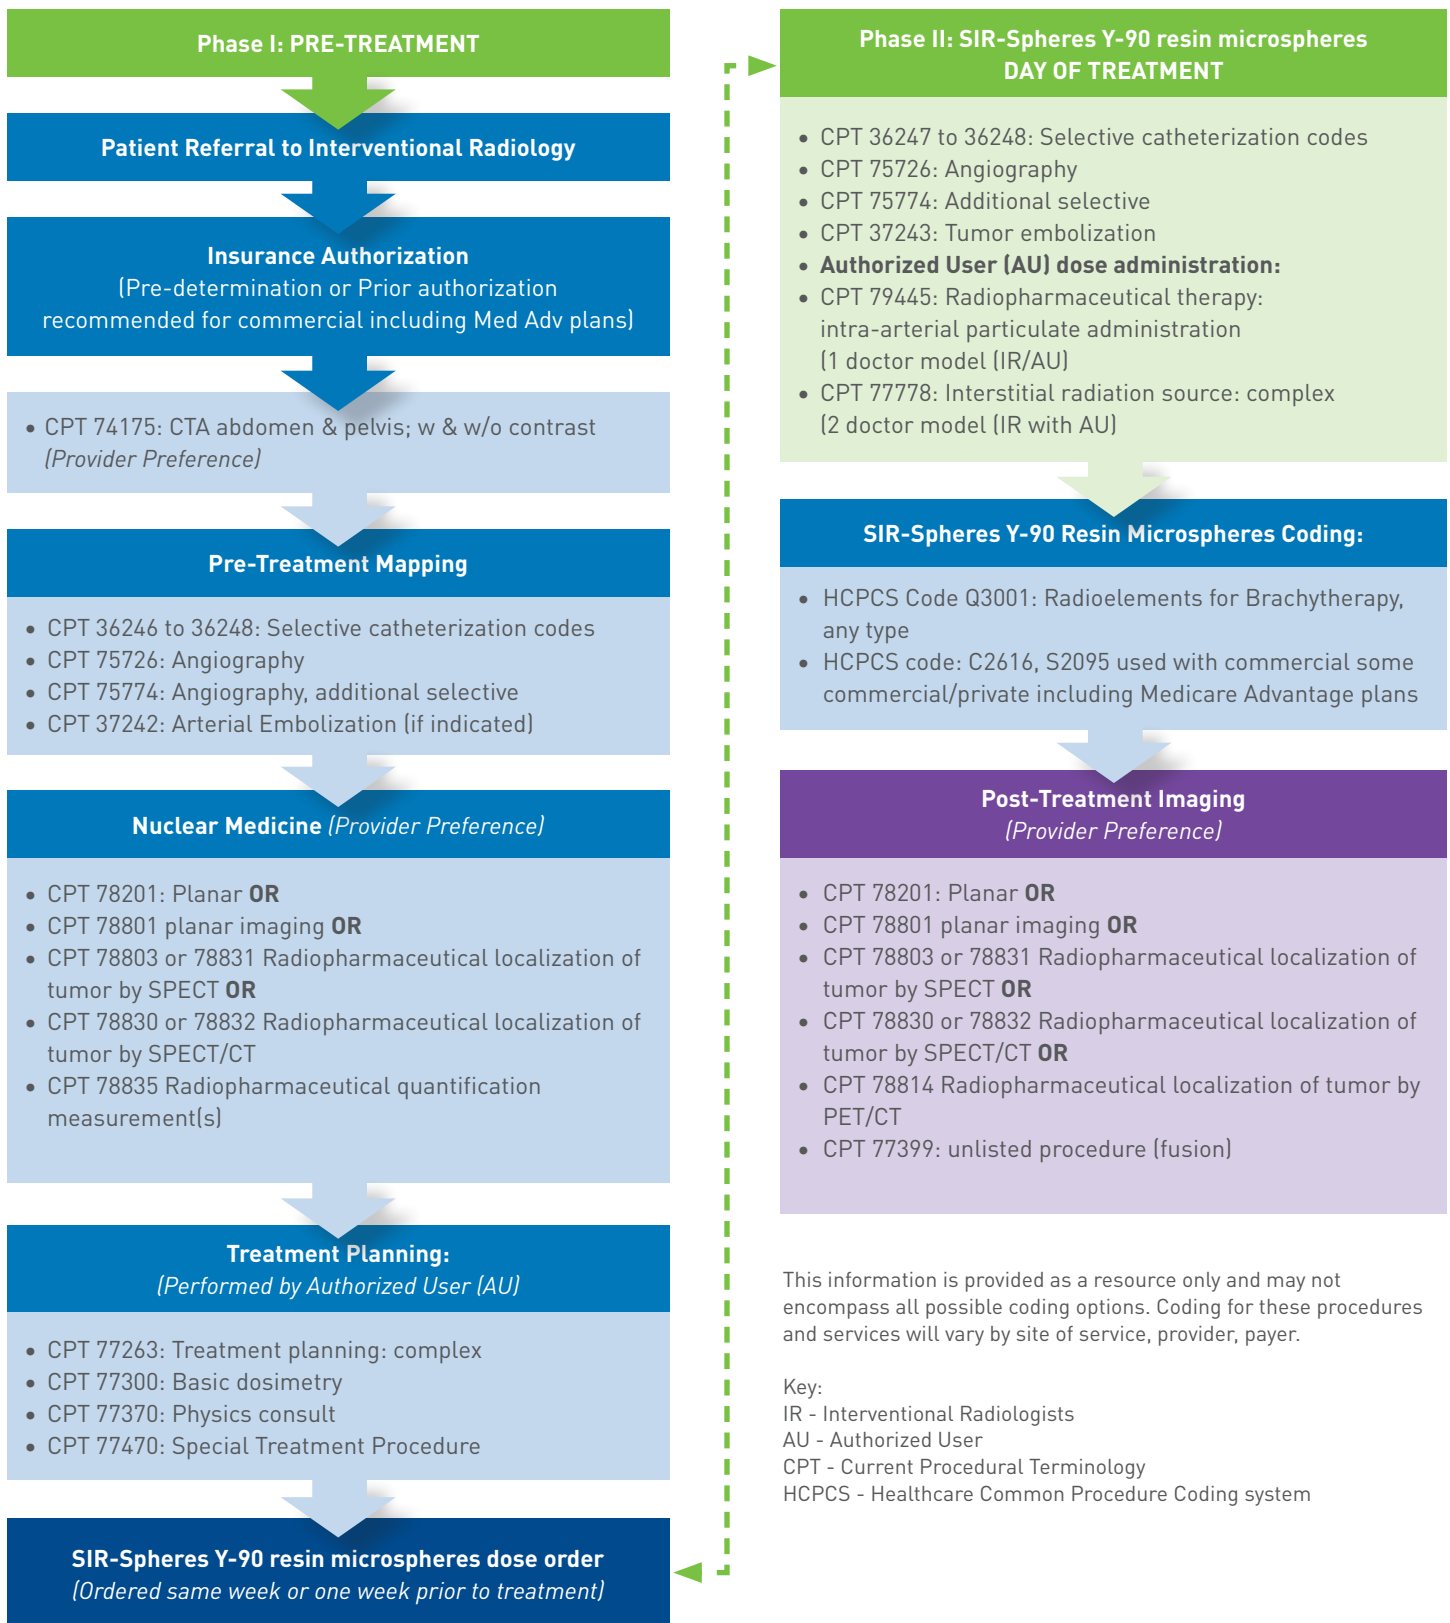 Phase I: PRE-TREATMENT
Patient Referral to Interventional Radiology
Insurance Authorization
(Pre-determination or Prior authorization
recommended for commercial including Med Adv plans)
• CPT 74175: CTA abdomen & pelvis; w & w/o contrast
(Provider Preference)
Pre-Treatment Mapping
• CPT 36246 to 36248: Selective catheterization codes
• CPT 75726: Angiography
• CPT 75774: Angiography, additional selective
• CPT 37242: Arterial Embolization (if indicated)
Nuclear Medicine (Provider Preference)
• CPT 78201: Planar OR
• CPT 78801 planar imaging OR
• CPT 78803 or 78831 Radiopharmaceutical localization of
tumor by SPECT OR
• CPT 78830 or 78832 Radiopharmaceutical localization of
tumor by SPECT/CT
• CPT 78835 Radiopharmaceutical quantification
measurement(s)
Treatment Planning:
(Performed by Authorized User (AU)
• CPT 77263: Treatment planning: complex
• CPT 77300: Basic dosimetry
• CPT 77370: Physics consult
• CPT 77470: Special Treatment Procedure
SIR-Spheres Y-90 resin microspheres dose order
(Ordered same week or one week prior to treatment)
Phase II: SIR-Spheres Y-90 resin microspheres
DAY OF TREATMENT
• CPT 36247 to 36248: Selective catheterization codes
• CPT 75726: Angiography
• CPT 75774: Additional selective
• CPT 37243: Tumor embolization
• Authorized User (AU) dose administration:
• CPT 79445: Radiopharmaceutical therapy:
intra-arterial particulate administration
(1 doctor model (IR/AU)
• CPT 77778: Interstitial radiation source: complex
(2 doctor model (IR with AU)
SIR-Spheres Y-90 Resin Microspheres Coding:
• HCPCS Code Q3001: Radioelements for Brachytherapy,
any type
• HCPCS code: C2616, S2095 used with commercial some
commercial/private including Medicare Advantage plans
Post-Treatment Imaging
(Provider Preference)
• CPT 78201: Planar OR
• CPT 78801 planar imaging OR
• CPT 78803 or 78831 Radiopharmaceutical localization of
tumor by SPECT OR
• CPT 78830 or 78832 Radiopharmaceutical localization of
tumor by SPECT/CT OR
• CPT 78814 Radiopharmaceutical localization of tumor by
PET/CT
• CPT 77399: unlisted procedure (fusion)
This information is provided as a resource only and may not
encompass all possible coding options. Coding for these procedures
and services will vary by site of service, provider, payer.
Key:
IR - Interventional Radiologists
AU - Authorized User
CPT - Current Procedural Terminology
HCPCS - Healthcare Common Procedure Coding system